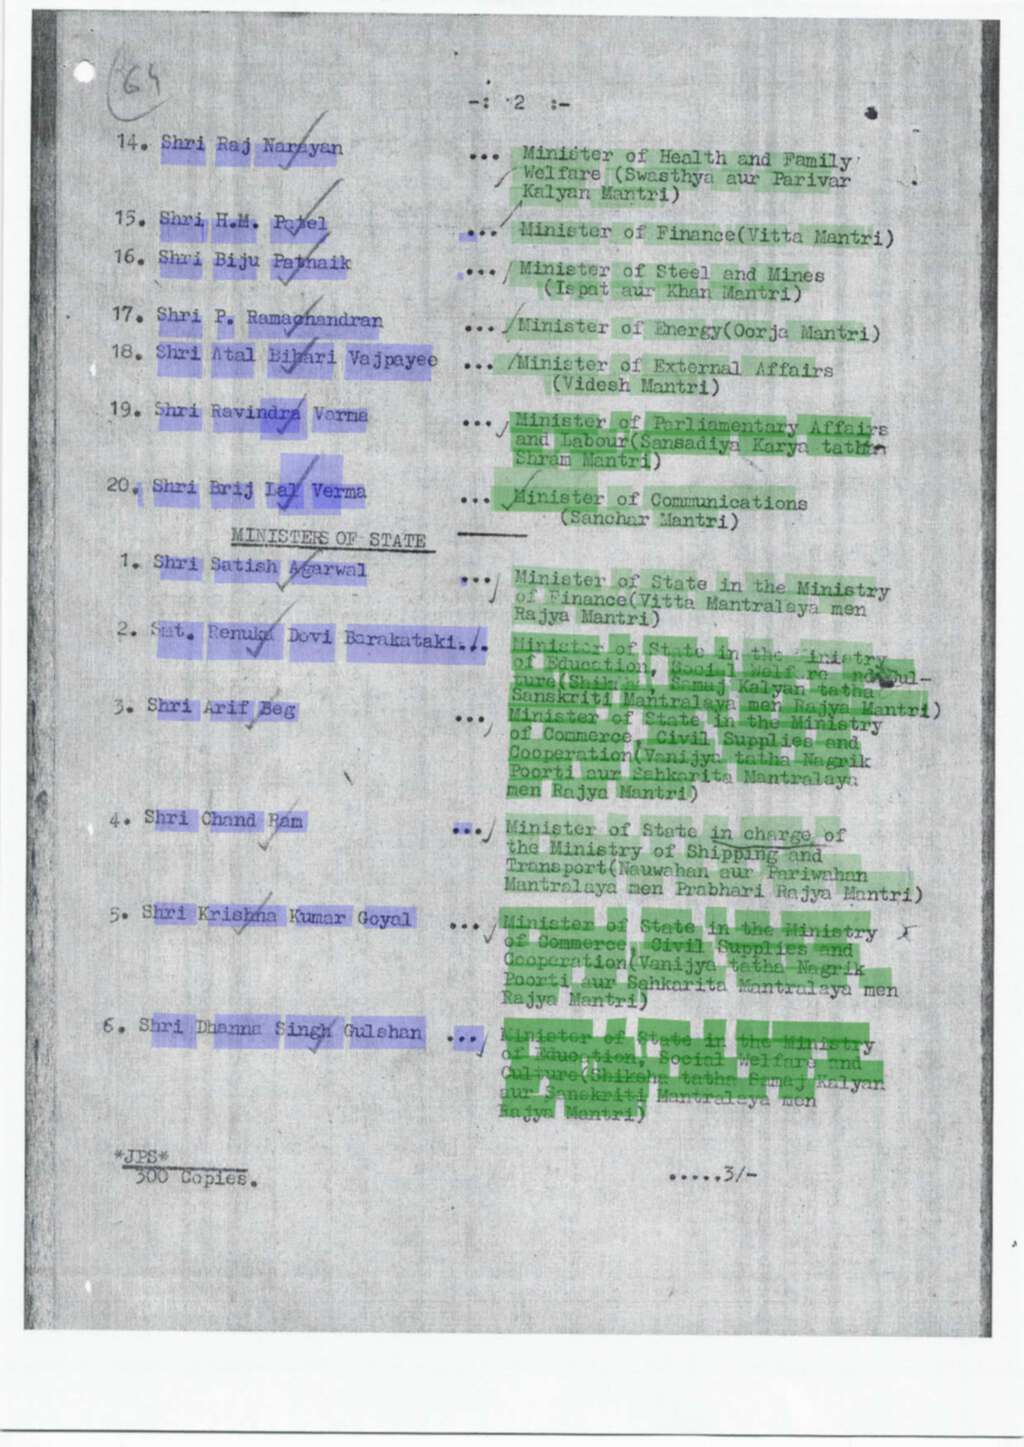 64
-: 2 :-
14. Shri Raj Narayan ... Minister of Health and Family
Welfare (Swasthya aur Parivar
Kalyan Mantri)
15. Shri H.M. Patel ... Minister of Finance(Vitta Mantri)
16. Shri Biju Patnaik ... Minister of Steel and Mines
(Ispat aur Khan Mantri)
17. Shri P. Ramachandran ... Minister of Energy(Oorja Mantri)
18. Shri Atal Bihari Vajpayee ... Minister of External Affairs
(Videsh Mantri)
19. Shri Ravindra Varma ... Minister of Parliamentary Affairs
and Labour(Sansadiya Karya tatha
Shram Mantri)
20. Shri Brij Lal Verma ... Minister of Communications
(Sanchar Mantri)
MINISTERS OF STATE
1. Shri Satish Agarwal ... Minister of State in the Ministry
of Finance(Vitta Mantralaya men
Rajya Mantri)
2. Smt. Renuka Devi Barakataki... Minister of State in the Ministry
of Education, Social Welfare and Cul-
ture(Shiksha, Samaj Kalyan tatha
Sanskriti Mantralaya men Rajya Mantri)
3. Shri Arif Beg ... Minister of State in the Ministry
of Commerce, Civil Supplies and
Cooperation(Vanijya tatha Nagrik
Poorti aur Sahkarita Mantralaya
men Rajya Mantri)
4. Shri Chand Ram ... Minister of State in charge of
the Ministry of Shipping and
Transport(Nauwahan aur Pariwahan
Mantralaya men Prabhari Rajya Mantri)
5. Shri Krishna Kumar Goyal ... Minister of State in the Ministry
of Commerce, Civil Supplies and
Cooperation(Vanijya tatha Nagrik
Poorti aur Sahkarita Mantralaya men
Rajya Mantri)
6. Shri Dhanna Singh Gulshan ... Minister of State in the Ministry
of Education, Social Welfare and
Culture(Shiksha tatha Samaj Kalyan
aur Sanskriti Mantralaya men
Rajya Mantri)
*JPS*
300 Copies.
.....3/-